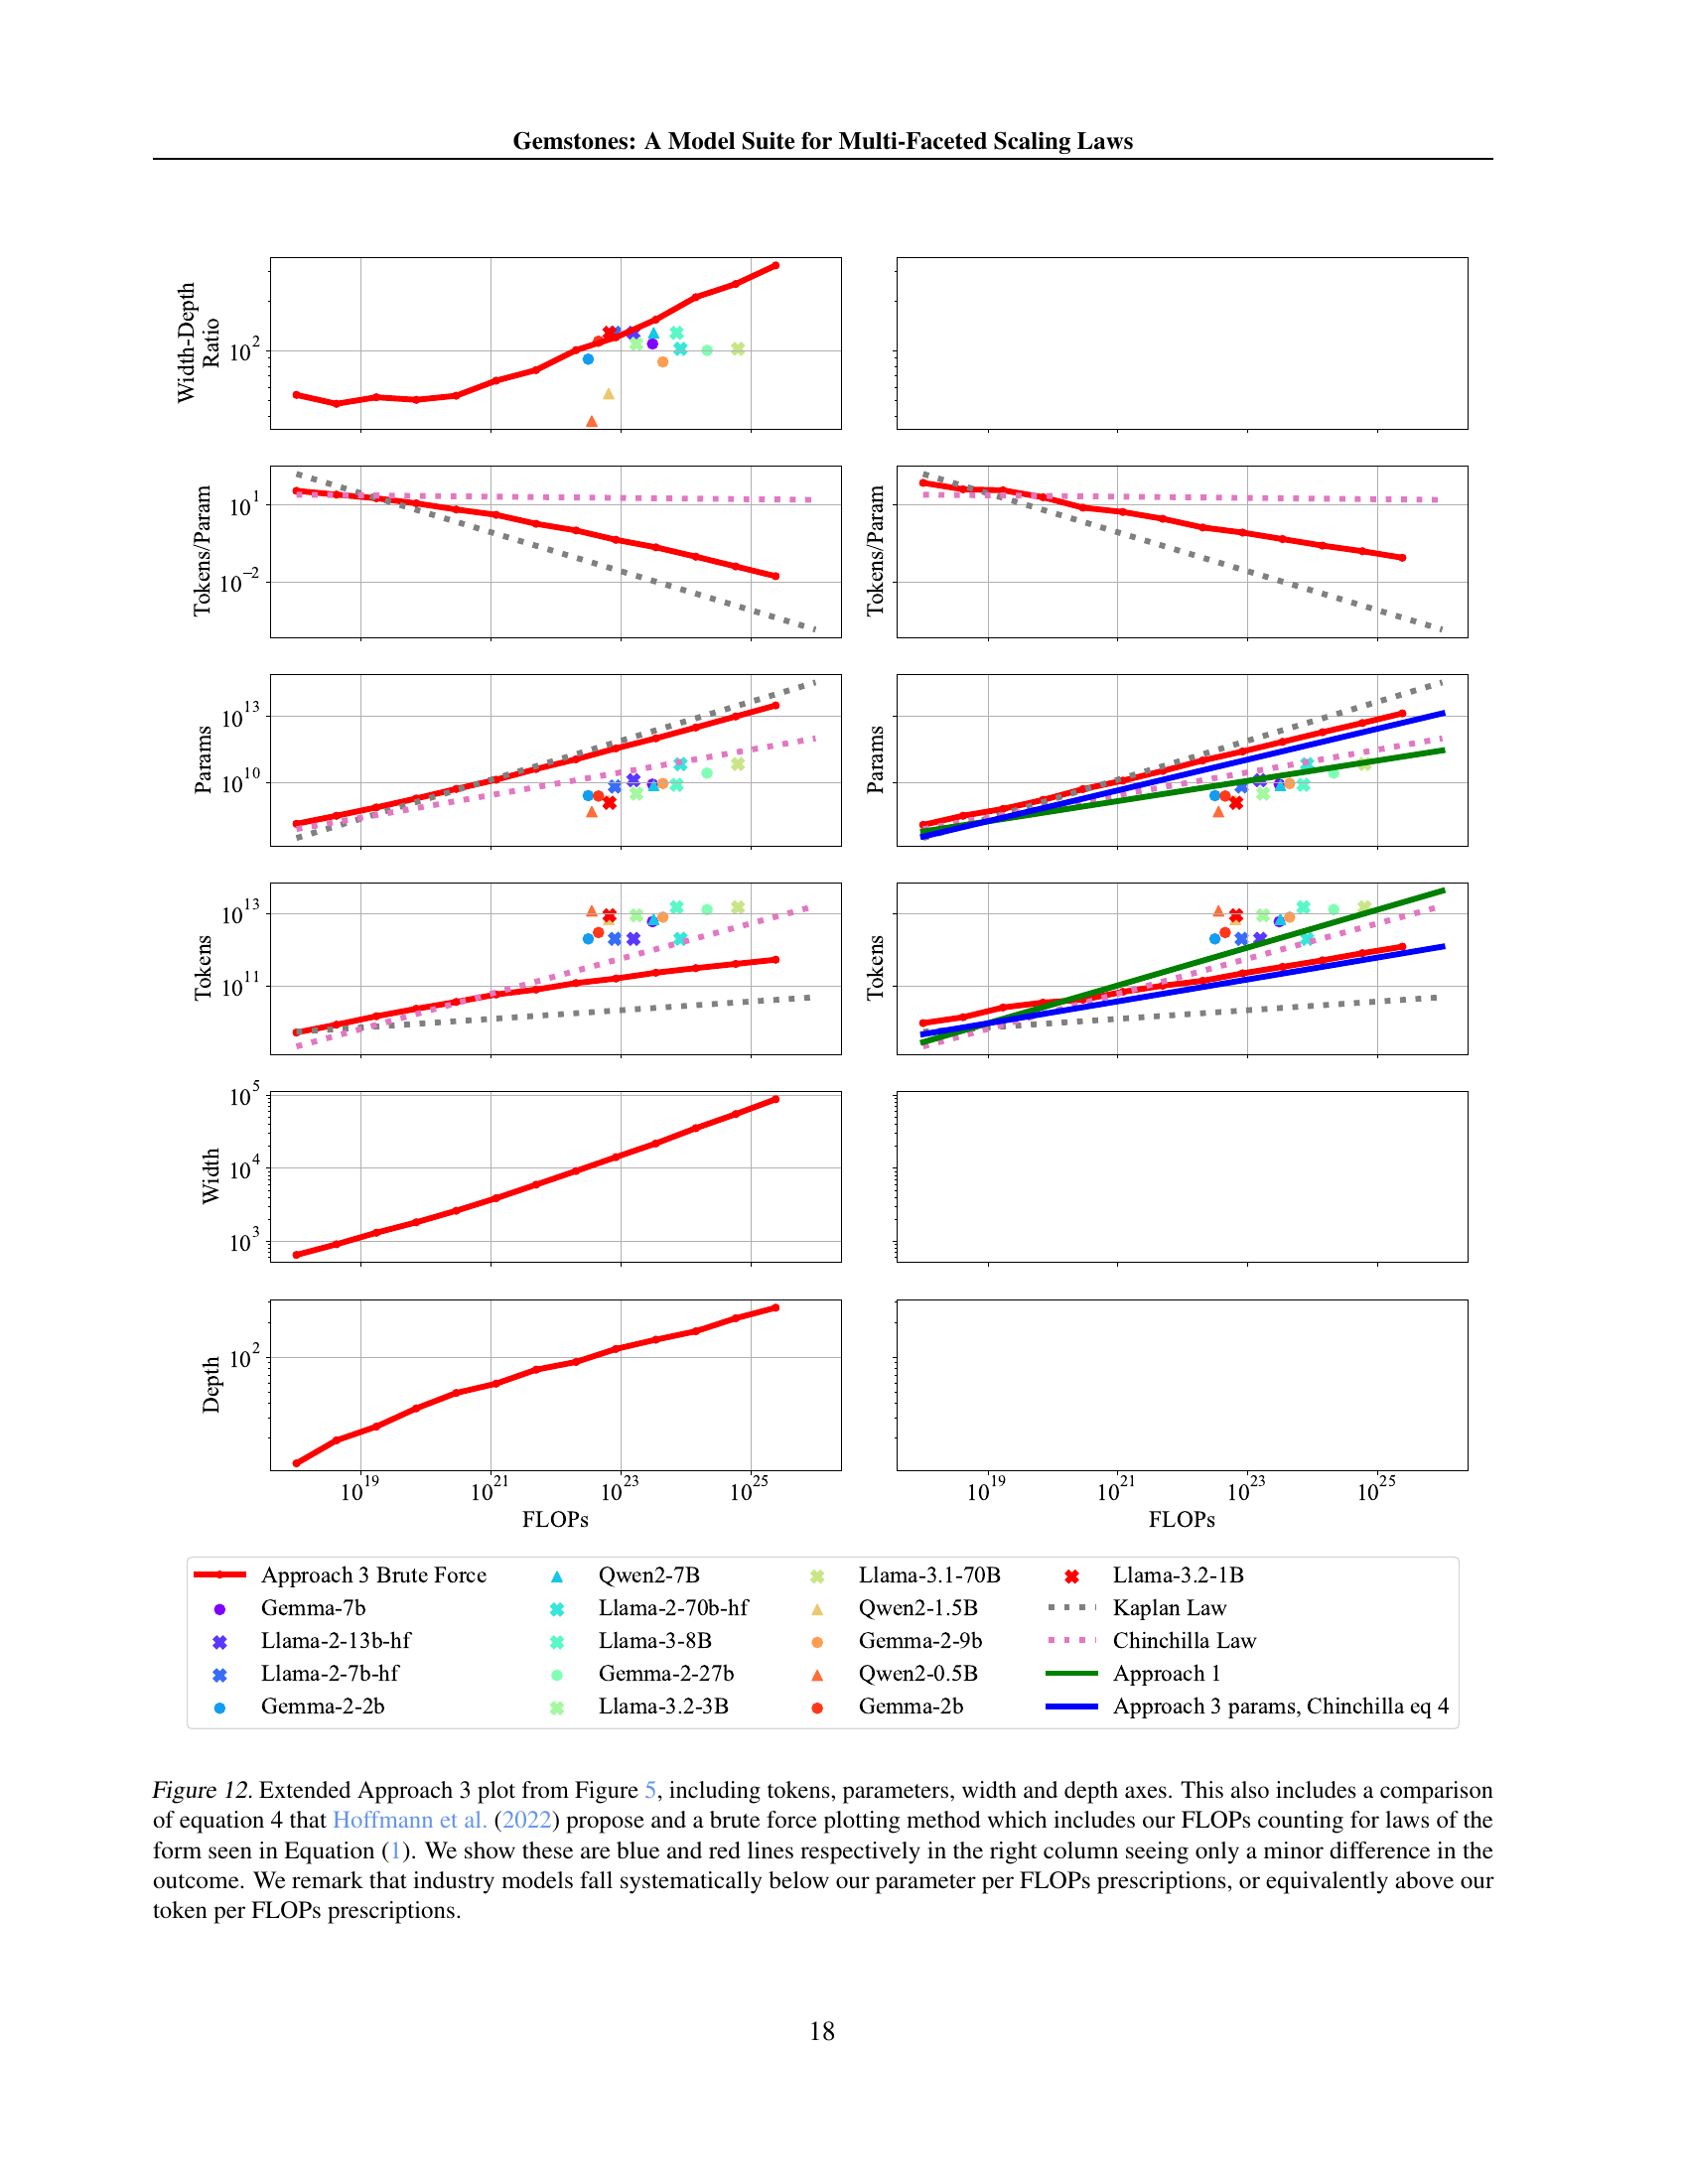 Gemstones: A Model Suite for Multi-Faceted Scaling Laws
Width-Depth
Ratio
10^2
Tokens/Param
10^1
10^−2
Tokens/Param
Params
10^13
10^10
Params
Tokens
10^13
10^11
Tokens
Width
10^5
10^4
10^3
Depth
10^2
10^19 10^21 10^23 10^25
FLOPs
10^19 10^21 10^23 10^25
FLOPs
Approach 3 Brute Force
Gemma-7b
Llama-2-13b-hf
Llama-2-7b-hf
Gemma-2-2b
Qwen2-7B
Llama-2-70b-hf
Llama-3-8B
Gemma-2-27b
Llama-3.2-3B
Llama-3.1-70B
Qwen2-1.5B
Gemma-2-9b
Qwen2-0.5B
Gemma-2b
Llama-3.2-1B
Kaplan Law
Chinchilla Law
Approach 1
Approach 3 params, Chinchilla eq 4
Figure 12. Extended Approach 3 plot from Figure 5, including tokens, parameters, width and depth axes. This also includes a comparison
of equation 4 that Hoffmann et al. (2022) propose and a brute force plotting method which includes our FLOPs counting for laws of the
form seen in Equation (1). We show these are blue and red lines respectively in the right column seeing only a minor difference in the
outcome. We remark that industry models fall systematically below our parameter per FLOPs prescriptions, or equivalently above our
token per FLOPs prescriptions.
18